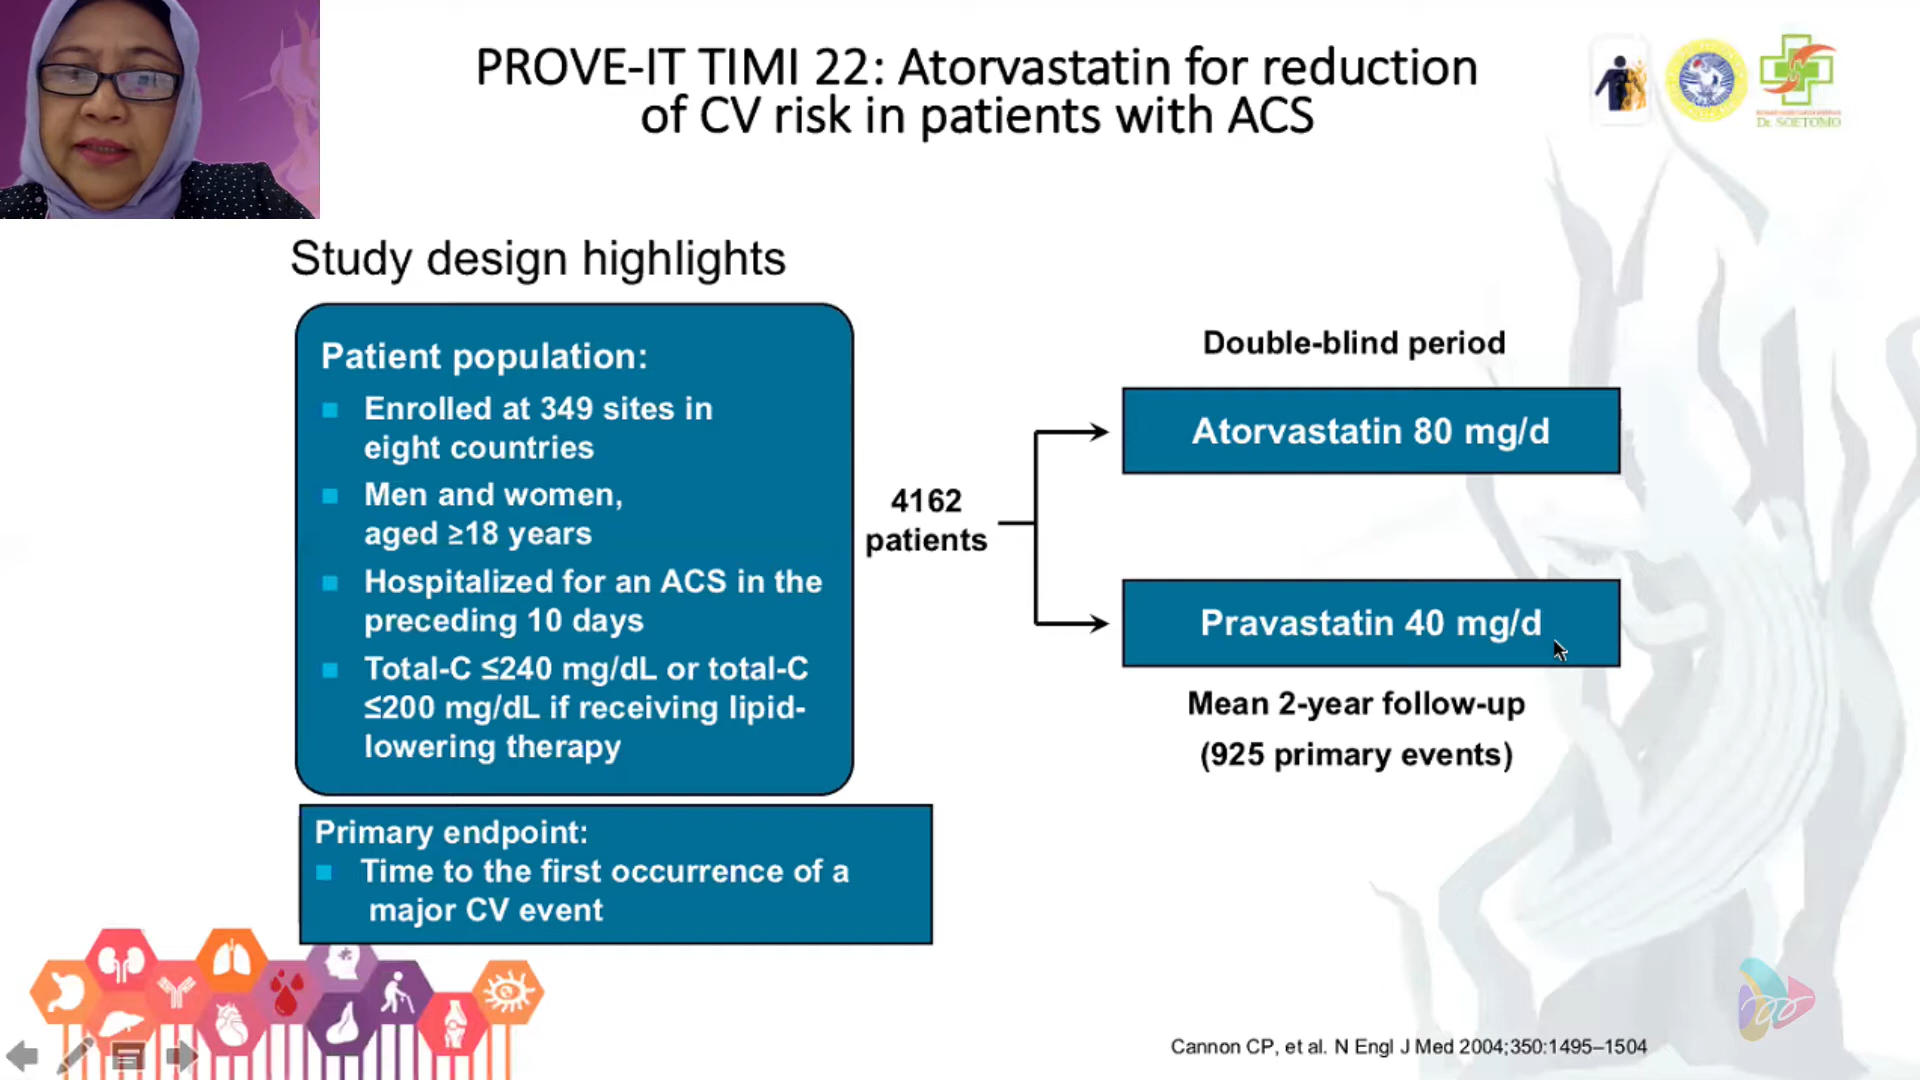 PROVE-IT TIMI 22: Atorvastatin for reduction
of CV risk in patients with ACS
Dr. SOETOMO
Study design highlights
Patient population:
Enrolled at 349 sites in
eight countries
Men and women,
aged ≥18 years
Hospitalized for an ACS in the
preceding 10 days
Total-C ≤240 mg/dL or total-C
≤200 mg/dL if receiving lipid-
lowering therapy
4162
patients
Double-blind period
Atorvastatin 80 mg/d
Pravastatin 40 mg/d
Mean 2-year follow-up
(925 primary events)
Primary endpoint:
Time to the first occurrence of a
major CV event
Cannon CP, et al. N Engl J Med 2004;350:1495–1504